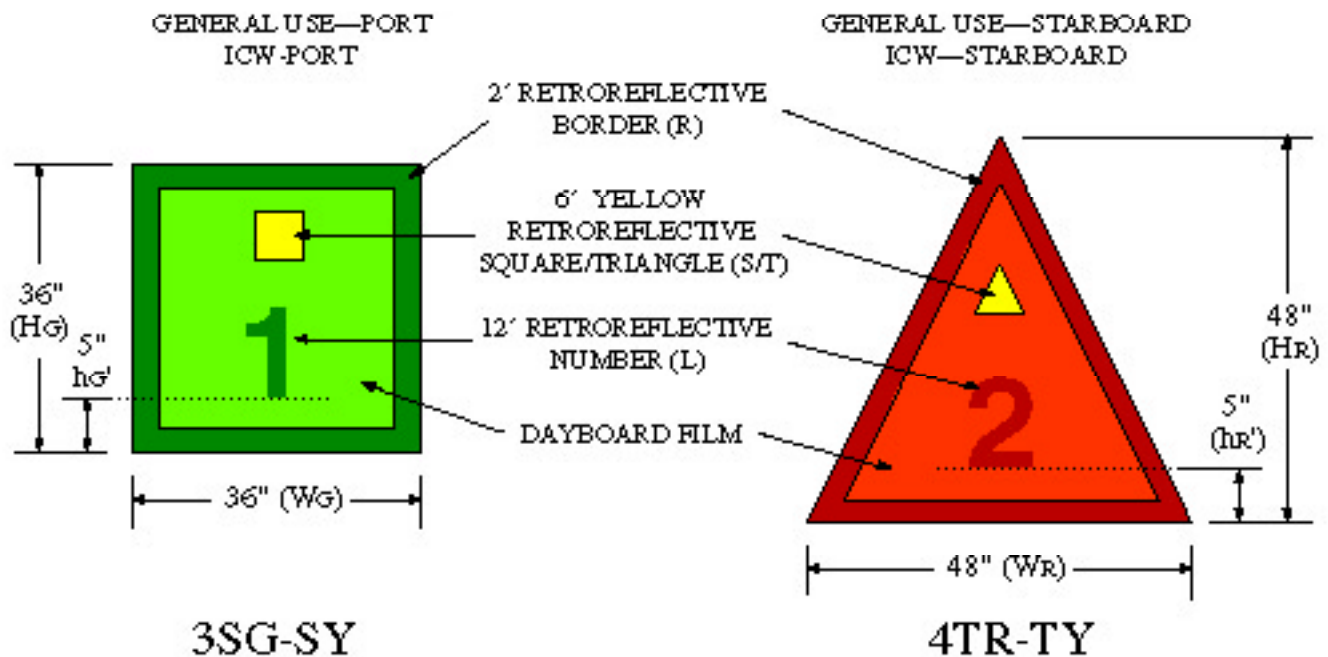 GENERAL USE—PORT
ICW-PORT
GENERAL USE—STARBOARD
ICW—STARBOARD
2´ RETROREFLECTIVE
BORDER (R)
6´ YELLOW
RETROREFLECTIVE
SQUARE/TRIANGLE (S/T)
12´ RETROREFLECTIVE
NUMBER (L)
DAYBOARD FILM
36"
(HG)
5"
hG'
1
36" (WG)
2
48"
(HR)
5"
(hR')
48" (WR)
3SG-SY
4TR-TY